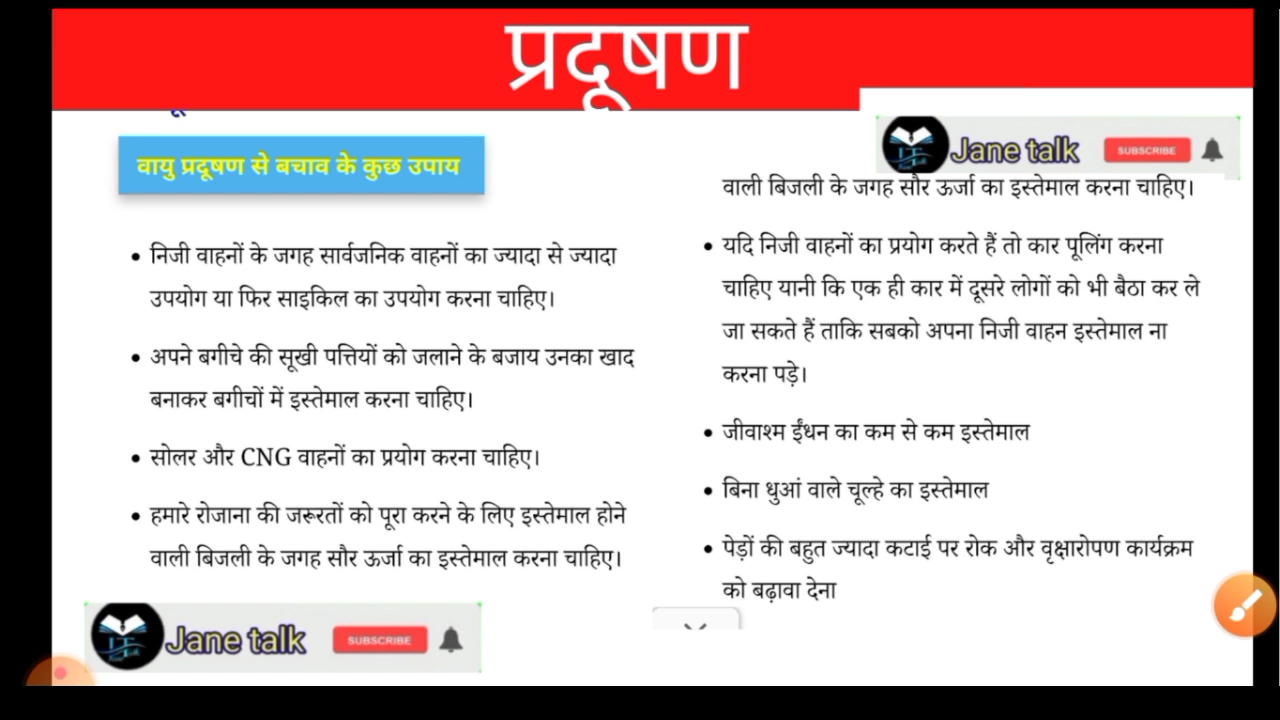 प्रदूषण
वायु प्रदूषण से बचाव के कुछ उपाय
• निजी वाहनों के जगह सार्वजनिक वाहनों का ज्यादा से ज्यादा
उपयोग या फिर साइकिल का उपयोग करना चाहिए।
• अपने बगीचे की सूखी पत्तियों को जलाने के बजाय उनका खाद
बनाकर बगीचों में इस्तेमाल करना चाहिए।
• सोलर और CNG वाहनों का प्रयोग करना चाहिए।
• हमारे रोजाना की जरूरतों को पूरा करने के लिए इस्तेमाल होने
वाली बिजली के जगह सौर ऊर्जा का इस्तेमाल करना चाहिए।
Jane talk
SUBSCRIBE
Jane talk
SUBSCRIBE
वाली बिजली के जगह सौर ऊर्जा का इस्तेमाल करना चाहिए।
• यदि निजी वाहनों का प्रयोग करते हैं तो कार पूलिंग करना
चाहिए यानी कि एक ही कार में दूसरे लोगों को भी बैठा कर ले
जा सकते हैं ताकि सबको अपना निजी वाहन इस्तेमाल ना
करना पड़े।
• जीवाश्म ईंधन का कम से कम इस्तेमाल
• बिना धुआं वाले चूल्हे का इस्तेमाल
• पेड़ों की बहुत ज्यादा कटाई पर रोक और वृक्षारोपण कार्यक्रम
को बढ़ावा देना